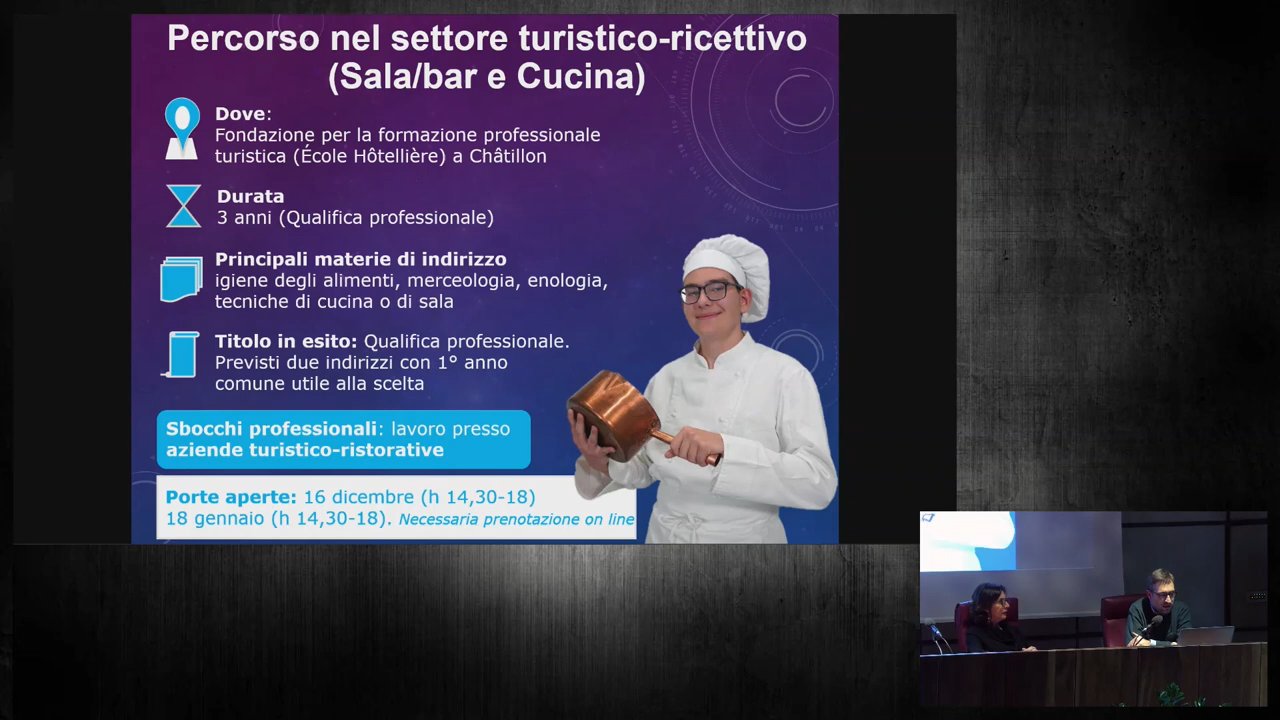 Percorso nel settore turistico-ricettivo
(Sala/bar e Cucina)
Dove:
Fondazione per la formazione professionale
turistica (École Hôtellière) a Châtillon
Durata
3 anni (Qualifica professionale)
Principali materie di indirizzo
igiene degli alimenti, merceologia, enologia,
tecniche di cucina o di sala
Titolo in esito: Qualifica professionale.
Previsti due indirizzi con 1° anno
comune utile alla scelta
Sbocchi professionali: lavoro presso
aziende turistico-ristorative
Porte aperte: 16 dicembre (h 14,30-18)
18 gennaio (h 14,30-18). Necessaria prenotazione on line